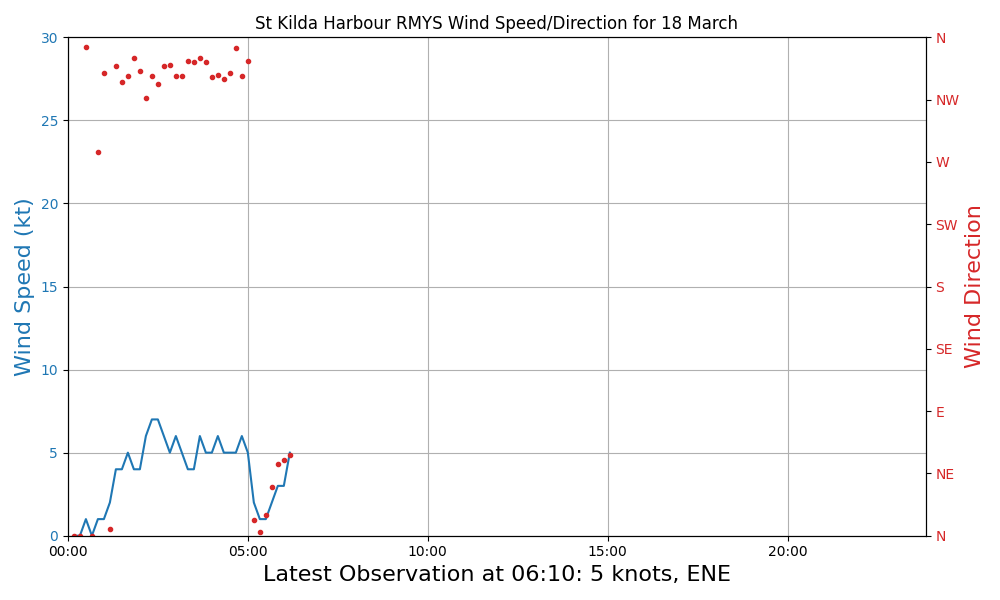 St Kilda Harbour RMYS Wind Speed/Direction for 18 March
30
25
20
15
10
5
0
Wind Speed (kt)
N
NW
W
SW
S
SE
E
NE
N
Wind Direction
00:00 05:00 10:00 15:00 20:00
Latest Observation at 06:10: 5 knots, ENE